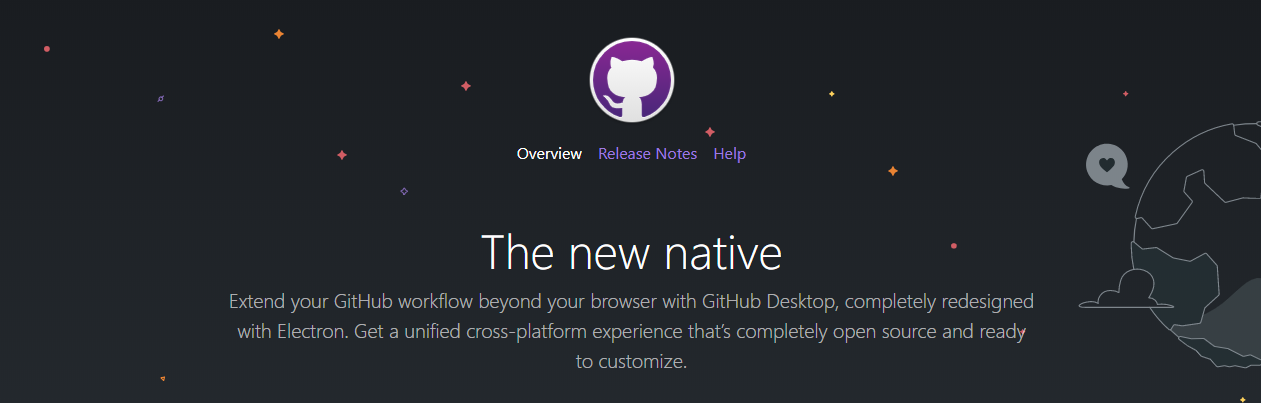 Overview Release Notes Help
The new native
Extend your GitHub workflow beyond your browser with GitHub Desktop, completely redesigned
with Electron. Get a unified cross-platform experience that's completely open source and ready
to customize.